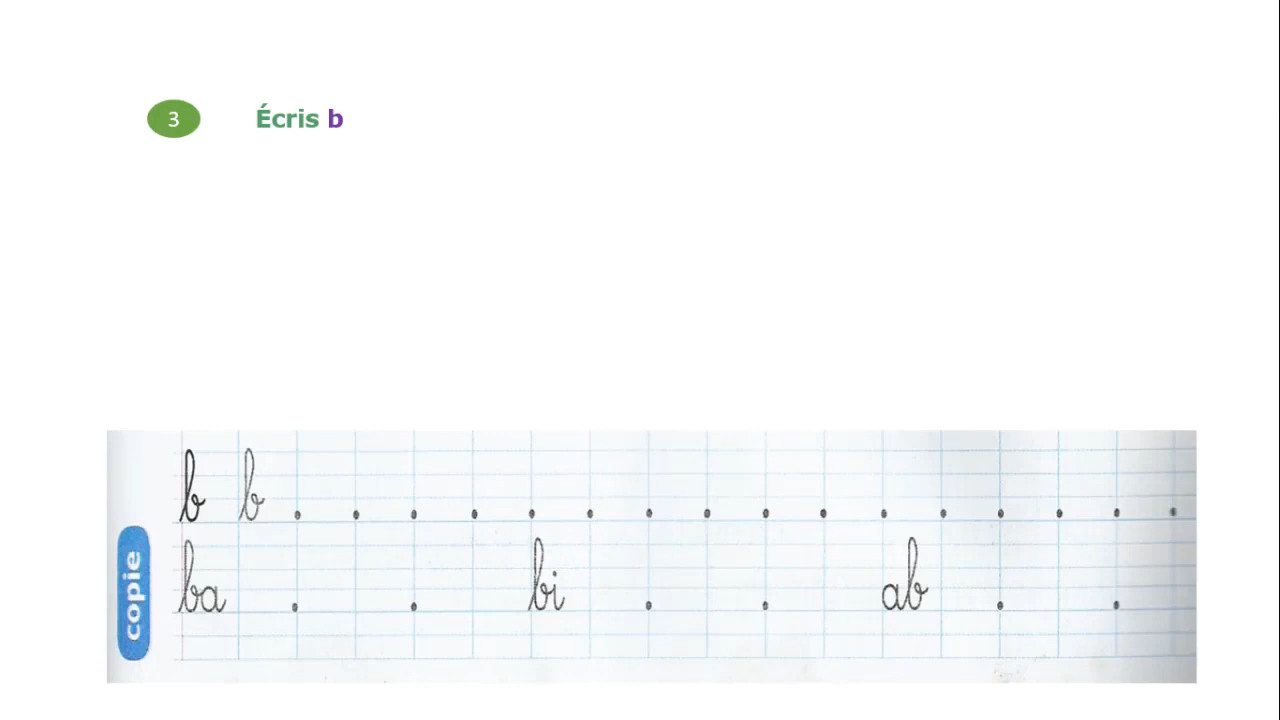 3 Écris b
b b . . . . . . . . . . . . . . . .
copie
ba . . bi . . ab . .